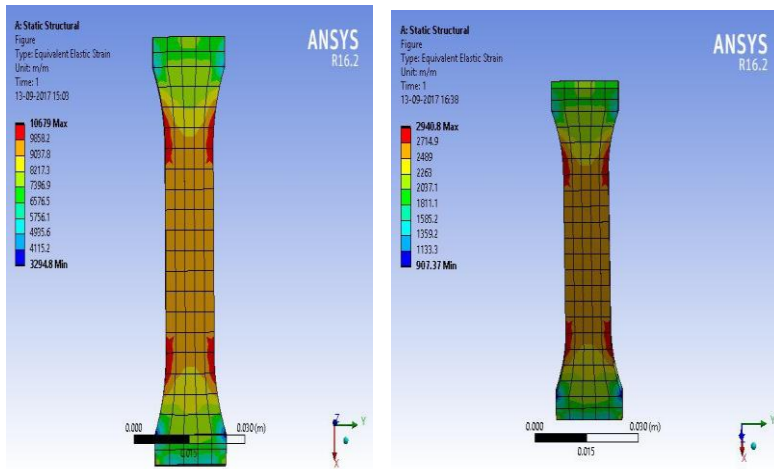 A: Static Structural
Figure
Type: Equivalent Elastic Strain
Unit: m/m
Time: 1
13-09-2017 15:03
ANSYS
R16.2
10679 Max
9858.2
9037.8
8217.3
7396.9
6576.5
5756.1
4935.6
4115.2
3294.8 Min
0.000
0.030 (m)
0.015
Z
Y
X
A: Static Structural
Figure
Type: Equivalent Elastic Strain
Unit: m/m
Time: 1
13-09-2017 16:38
ANSYS
R16.2
2940.8 Max
2714.9
2489
2263
2037.1
1811.1
1585.2
1359.2
1133.3
907.37 Min
0.000
0.030 (m)
0.015
Y
X